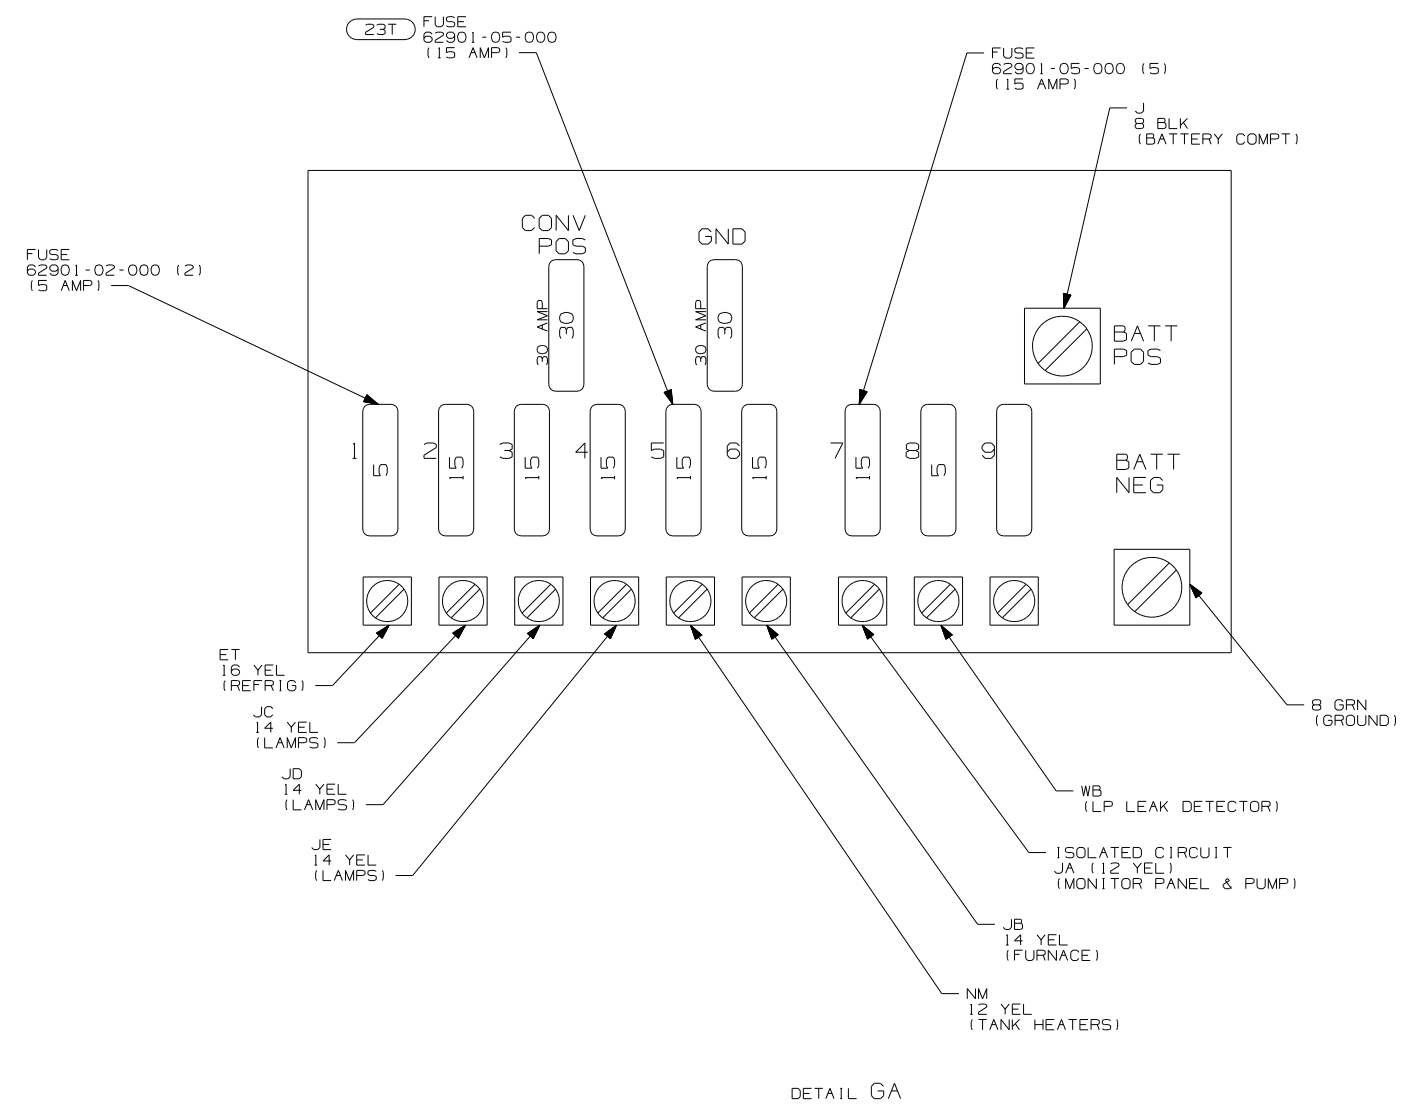 23T
FUSE
62901-05-000
(15 AMP)
FUSE
62901-05-000 (5)
(15 AMP)
J
8 BLK
(BATTERY COMPT)
CONV
POS
GND
FUSE
62901-02-000 (2)
(5 AMP)
30 AMP
30
30 AMP
30
BATT
POS
1
5
2
15
3
15
4
15
5
15
6
15
7
15
8
5
9
BATT
NEG
ET
16 YEL
(REFRIG)
JC
14 YEL
(LAMPS)
JD
14 YEL
(LAMPS)
JE
14 YEL
(LAMPS)
8 GRN
(GROUND)
WB
(LP LEAK DETECTOR)
ISOLATED CIRCUIT
JA (12 YEL)
(MONITOR PANEL & PUMP)
JB
14 YEL
(FURNACE)
NM
12 YEL
(TANK HEATERS)
DETAIL GA